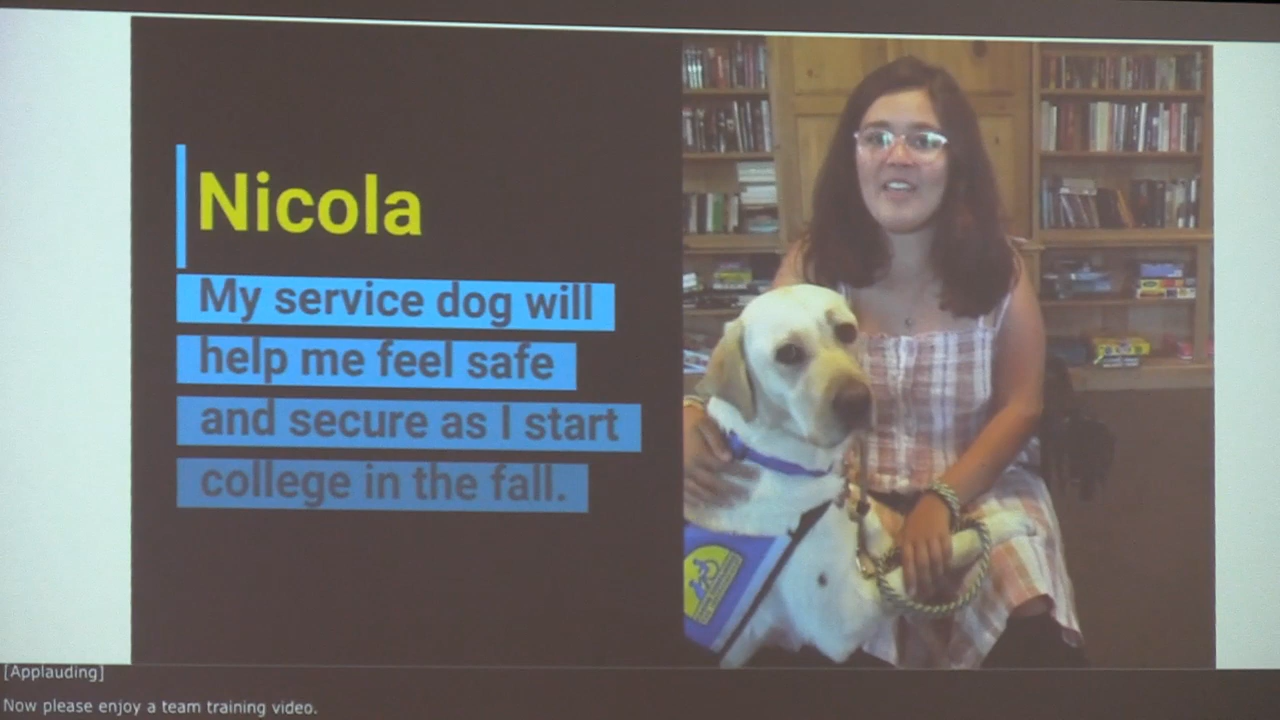 Nicola
My service dog will
help me feel safe
and secure as I start
college in the fall.
[Applauding]
Now please enjoy a team training video.